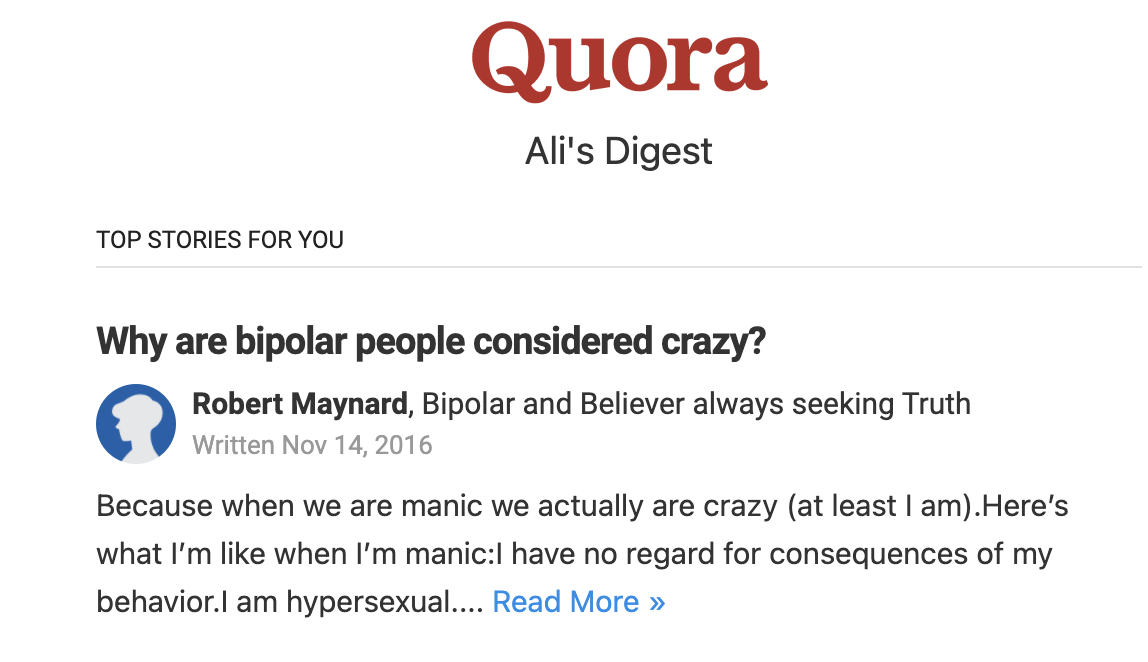 Quora
Ali's Digest
TOP STORIES FOR YOU
Why are bipolar people considered crazy?
Robert Maynard, Bipolar and Believer always seeking Truth
Written Nov 14, 2016
Because when we are manic we actually are crazy (at least I am).Here’s
what I’m like when I’m manic:I have no regard for consequences of my
behavior.I am hypersexual.... Read More »